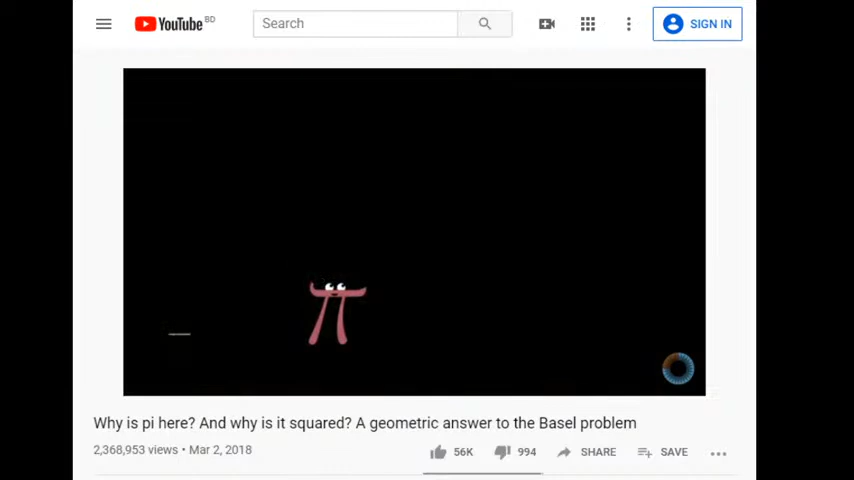 YouTube BD
Search
SIGN IN
π
Why is pi here? And why is it squared? A geometric answer to the Basel problem
2,368,953 views • Mar 2, 2018
56K
994
SHARE
SAVE